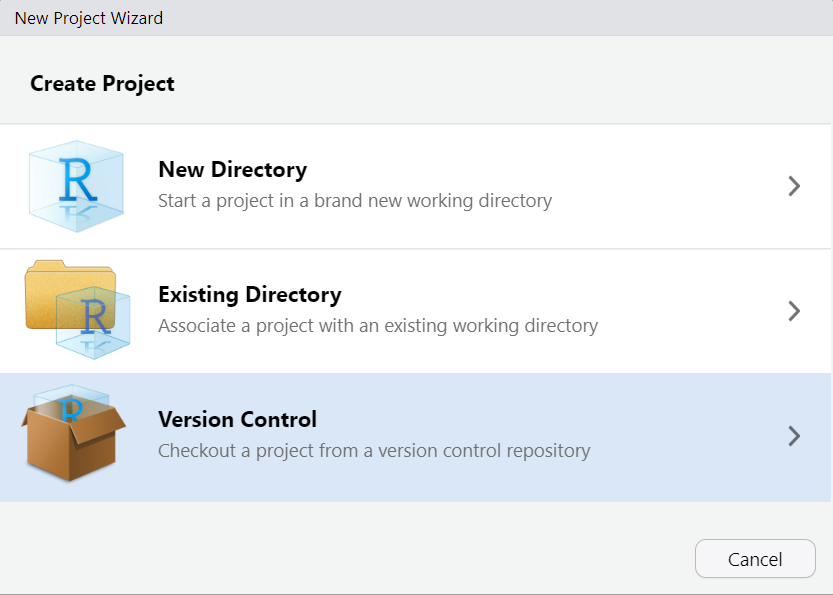 New Project Wizard
Create Project
R
New Directory
Start a project in a brand new working directory
R
Existing Directory
Associate a project with an existing working directory
R
Version Control
Checkout a project from a version control repository
Cancel